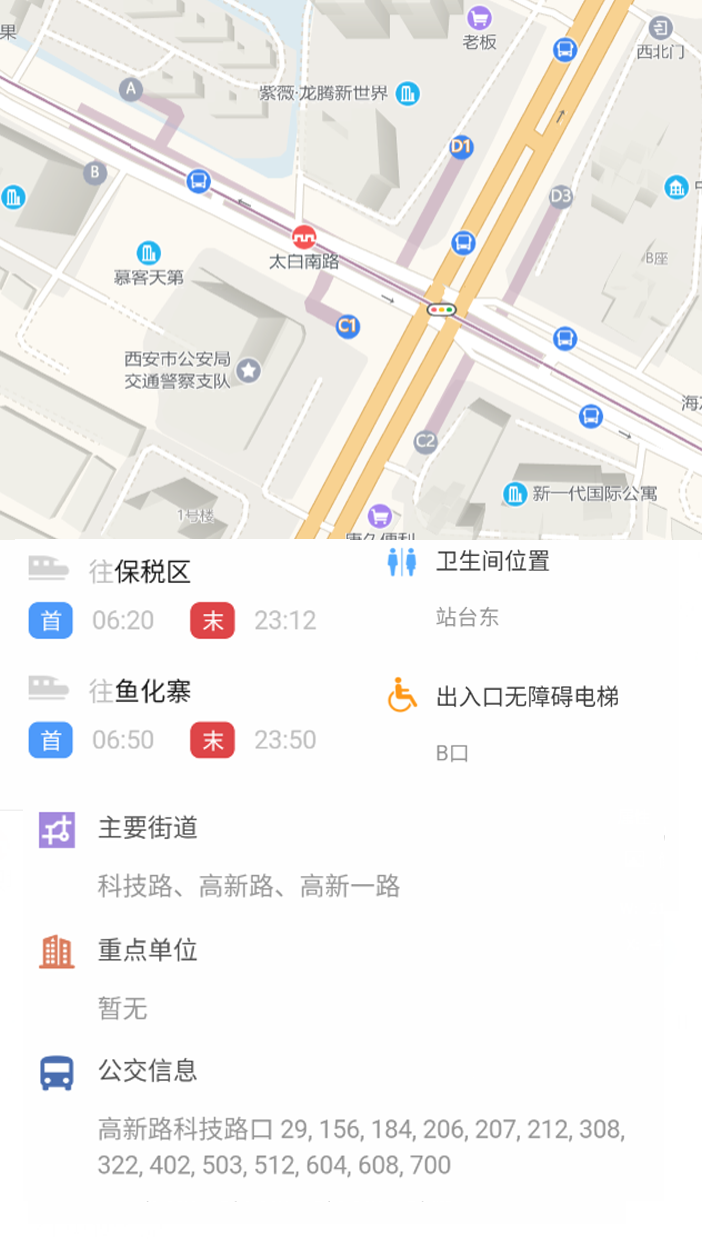 果
老板
西北门
A
紫薇·龙腾新世界
D1
B
D3
中
太白南路
慕客天第
B座
C1
西安市公安局
交通警察支队
C2
新一代国际公寓
1号楼
往保税区
首 06:20 末 23:12
卫生间位置
站台东
往鱼化寨
首 06:50 末 23:50
出入口无障碍电梯
B口
主要街道
科技路、高新路、高新一路
重点单位
暂无
公交信息
高新路科技路口 29, 156, 184, 206, 207, 212, 308,
322, 402, 503, 512, 604, 608, 700